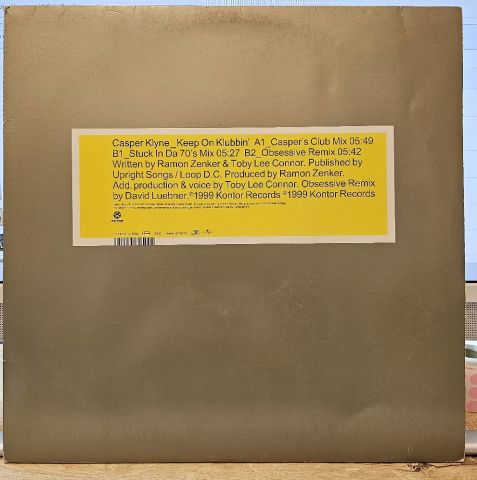 Casper Klyne_Keep On Klubbin' A1_Casper's Club Mix 05:49
B1_Stuck In Da 70's Mix 05:27 B2_Obsessive Remix 05:42
Written by Ramon Zenker & Toby Lee Connor. Published by
Upright Songs / Loop D.C. Produced by Ramon Zenker.
Add. production & voice by Toby Lee Connor. Obsessive Remix
by David Luebner.©1999 Kontor Records ℗1999 Kontor Records